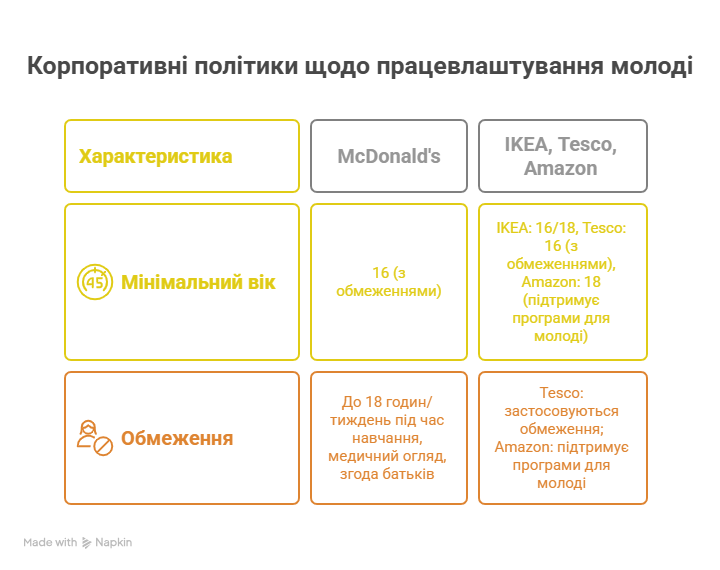 Корпоративні політики щодо працевлаштування молоді
Характеристика
McDonald's
IKEA, Tesco,
Amazon
45
Мінімальний вік
16 (з
обмеженнями)
IKEA: 16/18, Tesco:
16 (з
обмеженнями),
Amazon: 18
(підтримує
програми для
молоді)
Обмеження
До 18 годин/
тиждень під час
навчання,
медичний огляд,
згода батьків
Tesco:
застосовуються
обмеження;
Amazon: підтримує
програми для
молоді
Made with Napkin